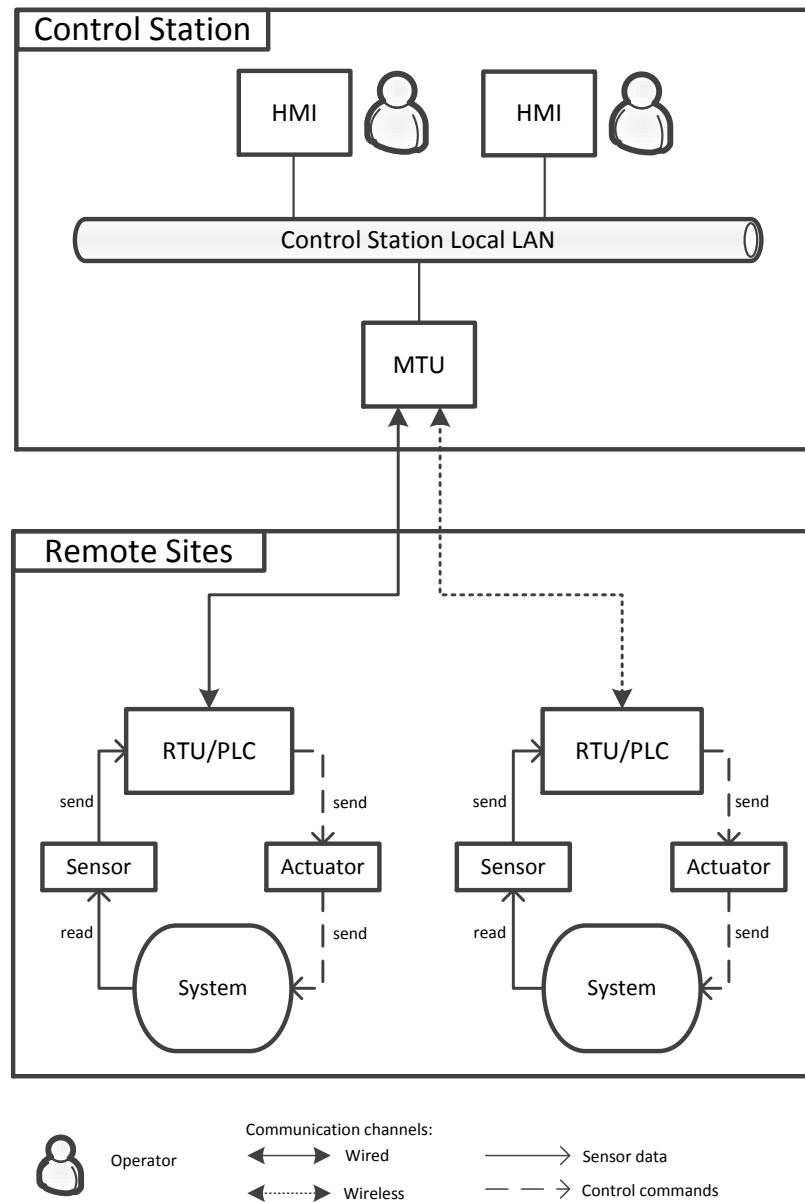 Control Station
HMI
HMI
Control Station Local LAN
MTU
Remote Sites
RTU/PLC
RTU/PLC
send
send
send
send
Sensor
Actuator
Sensor
Actuator
read
send
read
send
System
System
Communication channels:
Operator
Wired
Sensor data
Wireless
Control commands